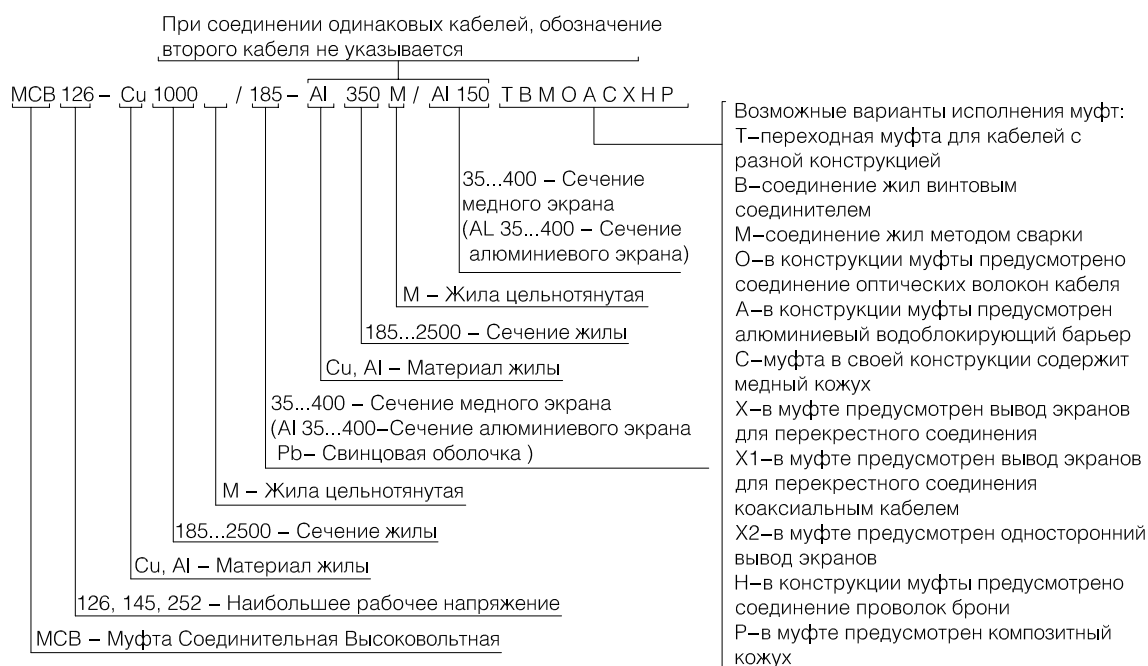 При соединении одинаковых кабелей, обозначение
второго кабеля не указывается
МСВ 126 – Cu 1000 _ / 185 – Al 350 М / Al 150 Т В М О А С Х Н Р
35...400 – Сечение
медного экрана
(AL 35...400 – Сечение
алюминиевого экрана)
М – Жила цельнотянутая
185...2500 – Сечение жилы
Cu, Al – Материал жилы
35...400 – Сечение медного экрана
(Al 35...400–Сечение алюминиевого экрана
Pb– Свинцовая оболочка )
М – Жила цельнотянутая
185...2500 – Сечение жилы
Cu, Al – Материал жилы
126, 145, 252 – Наибольшее рабочее напряжение
МСВ – Муфта Соединительная Высоковольтная
Возможные варианты исполнения муфт:
Т–переходная муфта для кабелей с
разной конструкцией
В–соединение жил винтовым
соединителем
М–соединение жил методом сварки
О–в конструкции муфты предусмотрено
соединение оптических волокон кабеля
А–в конструкции муфты предусмотрен
алюминиевый водоблокирующий барьер
С–муфта в своей конструкции содержит
медный кожух
Х–в муфте предусмотрен вывод экранов
для перекрестного соединения
Х1–в муфте предусмотрен вывод экранов
для перекрестного соединения
коаксиальным кабелем
Х2–в муфте предусмотрен односторонний
вывод экранов
Н–в конструкции муфты предусмотрено
соединение проволок брони
Р–в муфте предусмотрен композитный
кожух